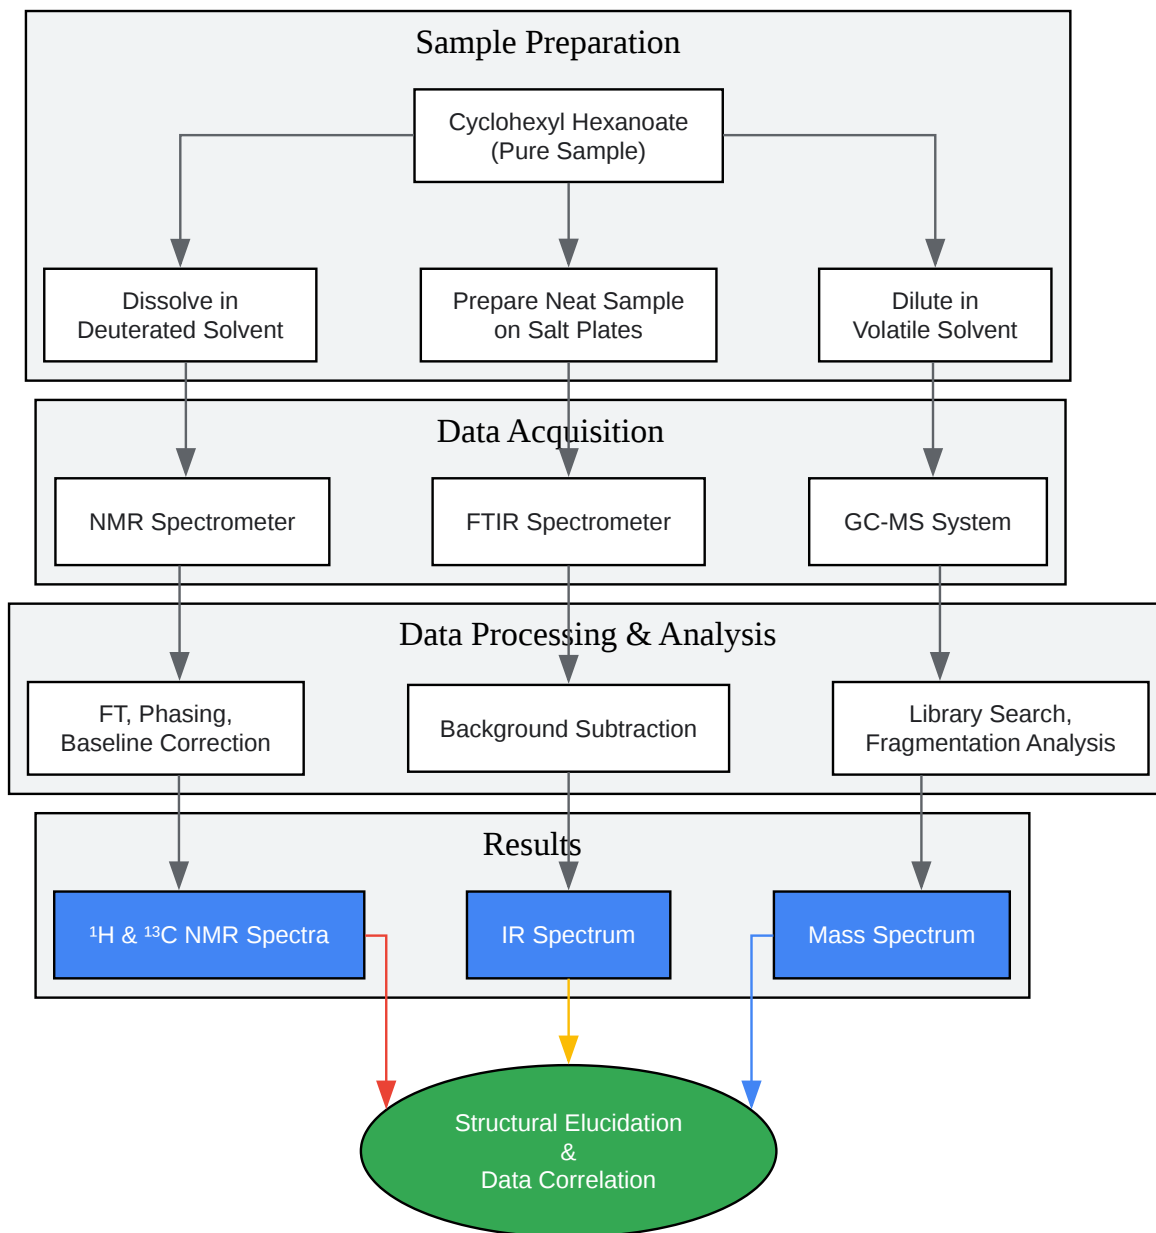 Sample Preparation
Cyclohexyl Hexanoate
(Pure Sample)
Dissolve in
Deuterated Solvent
Prepare Neat Sample
on Salt Plates
Dilute in
Volatile Solvent
Data Acquisition
NMR Spectrometer
FTIR Spectrometer
GC-MS System
Data Processing & Analysis
FT, Phasing,
Baseline Correction
Background Subtraction
Library Search,
Fragmentation Analysis
Results
¹H & ¹³C NMR Spectra
IR Spectrum
Mass Spectrum
Structural Elucidation
&
Data Correlation